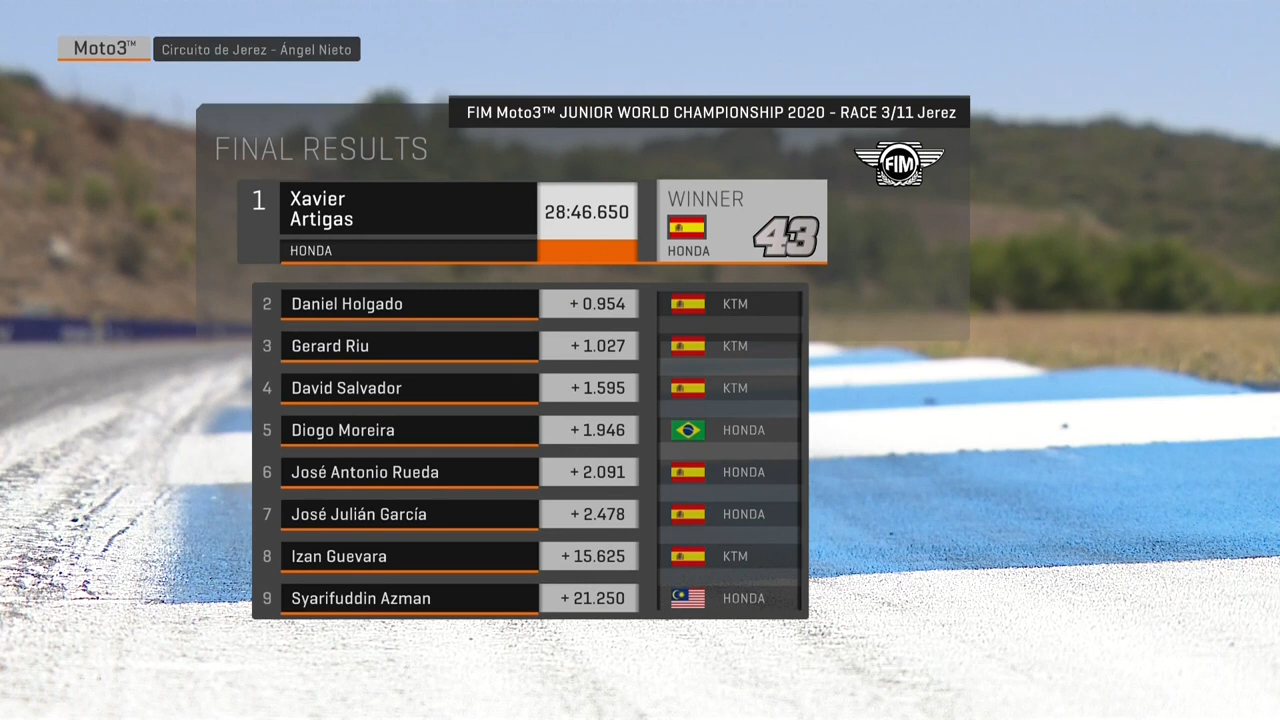 Moto3™ Circuito de Jerez - Ángel Nieto
FIM Moto3™ JUNIOR WORLD CHAMPIONSHIP 2020 - RACE 3/11 Jerez
FINAL RESULTS
FIM
1 Xavier Artigas 28:46.650 WINNER
HONDA HONDA 43
2 Daniel Holgado + 0.954 KTM
3 Gerard Riu + 1.027 KTM
4 David Salvador + 1.595 KTM
5 Diogo Moreira + 1.946 HONDA
6 José Antonio Rueda + 2.091 HONDA
7 José Julián García + 2.478 HONDA
8 Izan Guevara + 15.625 KTM
9 Syarifuddin Azman + 21.250 HONDA